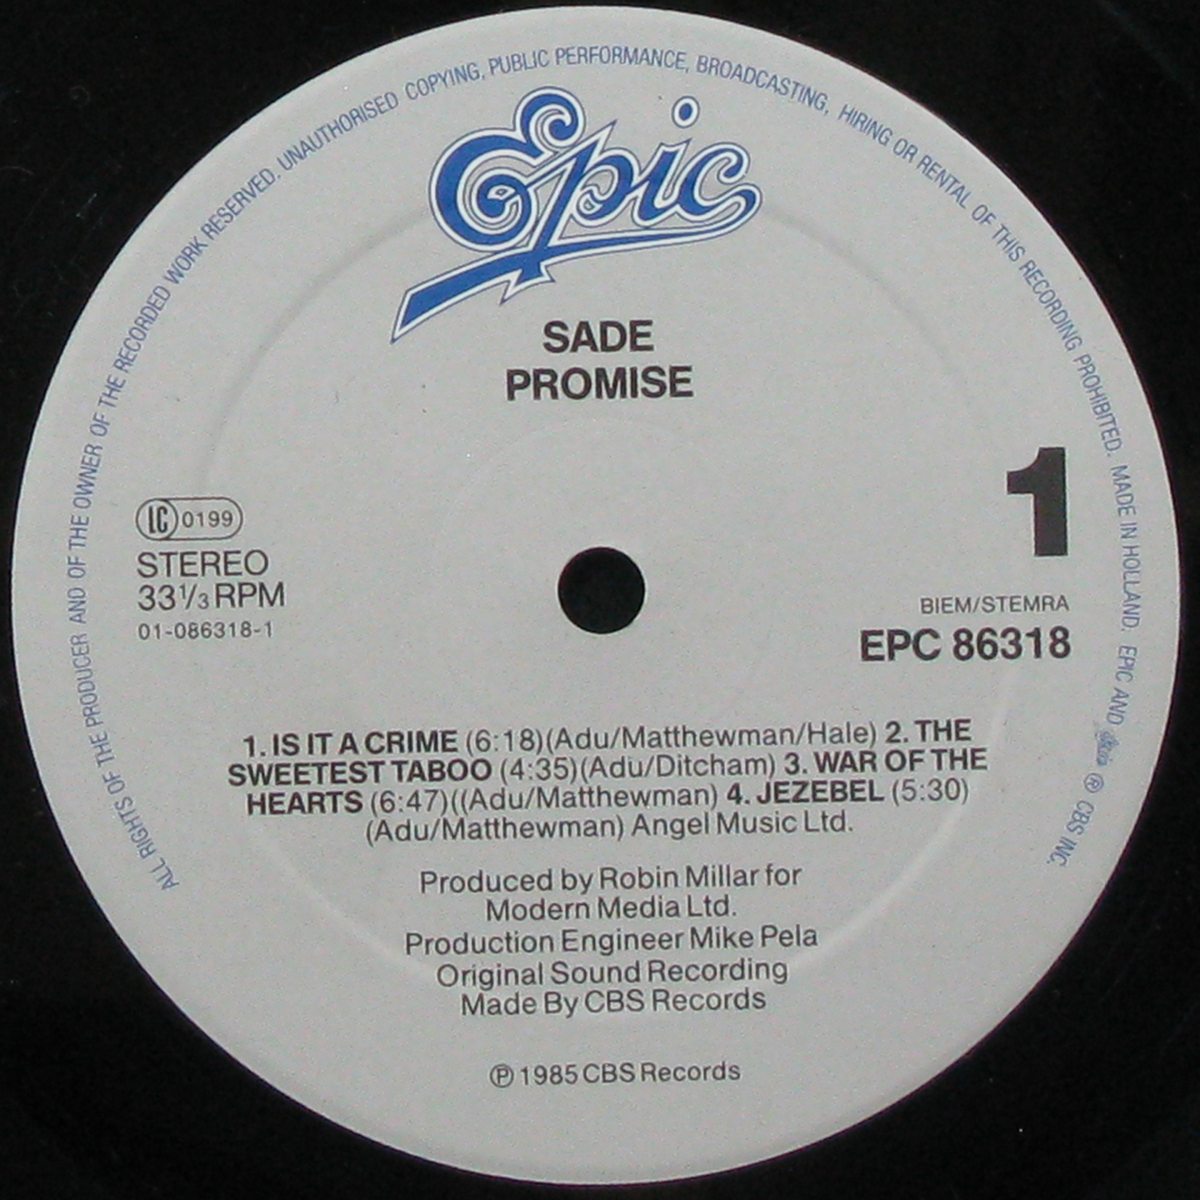 ALL RIGHTS OF THE PRODUCER AND OF THE OWNER OF THE RECORDED WORK RESERVED. UNAUTHORISED COPYING, PUBLIC PERFORMANCE, BROADCASTING, HIRING OR RENTAL OF THIS RECORDING PROHIBITED. MADE IN HOLLAND. EPIC AND Epic ® CBS INC.
Epic
SADE
PROMISE
1
LC 0199
STEREO
33⅓ RPM
01-086318-1
BIEM/STEMRA
EPC 86318
1. IS IT A CRIME (6:18)(Adu/Matthewman/Hale) 2. THE
SWEETEST TABOO (4:35)(Adu/Ditcham) 3. WAR OF THE
HEARTS (6:47)((Adu/Matthewman) 4. JEZEBEL (5:30)
(Adu/Matthewman) Angel Music Ltd.
Produced by Robin Millar for
Modern Media Ltd.
Production Engineer Mike Pela
Original Sound Recording
Made By CBS Records
℗ 1985 CBS Records